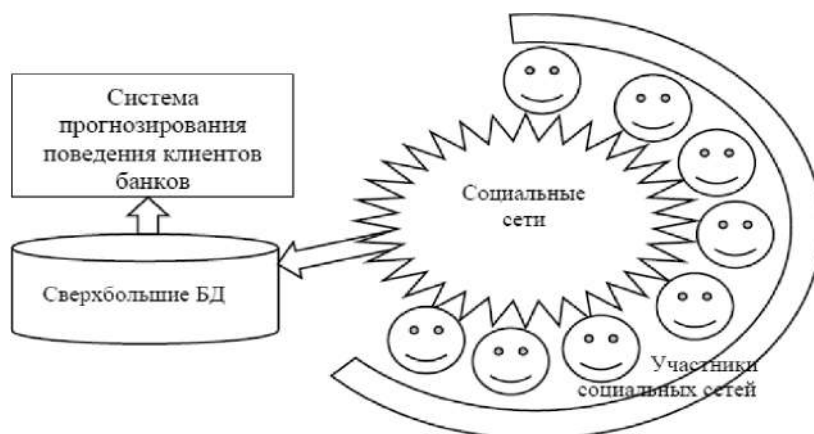 Система
прогнозирования
поведения клиентов
банков
Социальные
сети
Сверхбольшие БД
Участники
социальных сетей